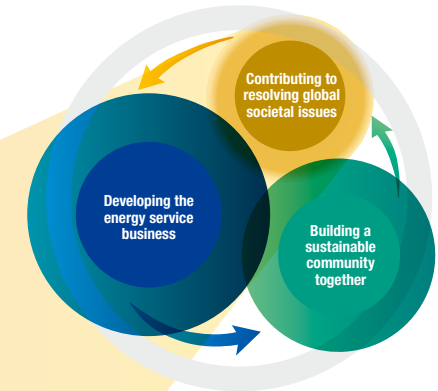 Contributing to
resolving global
societal issues
Developing the
energy service
business
Building a
sustainable
community
together